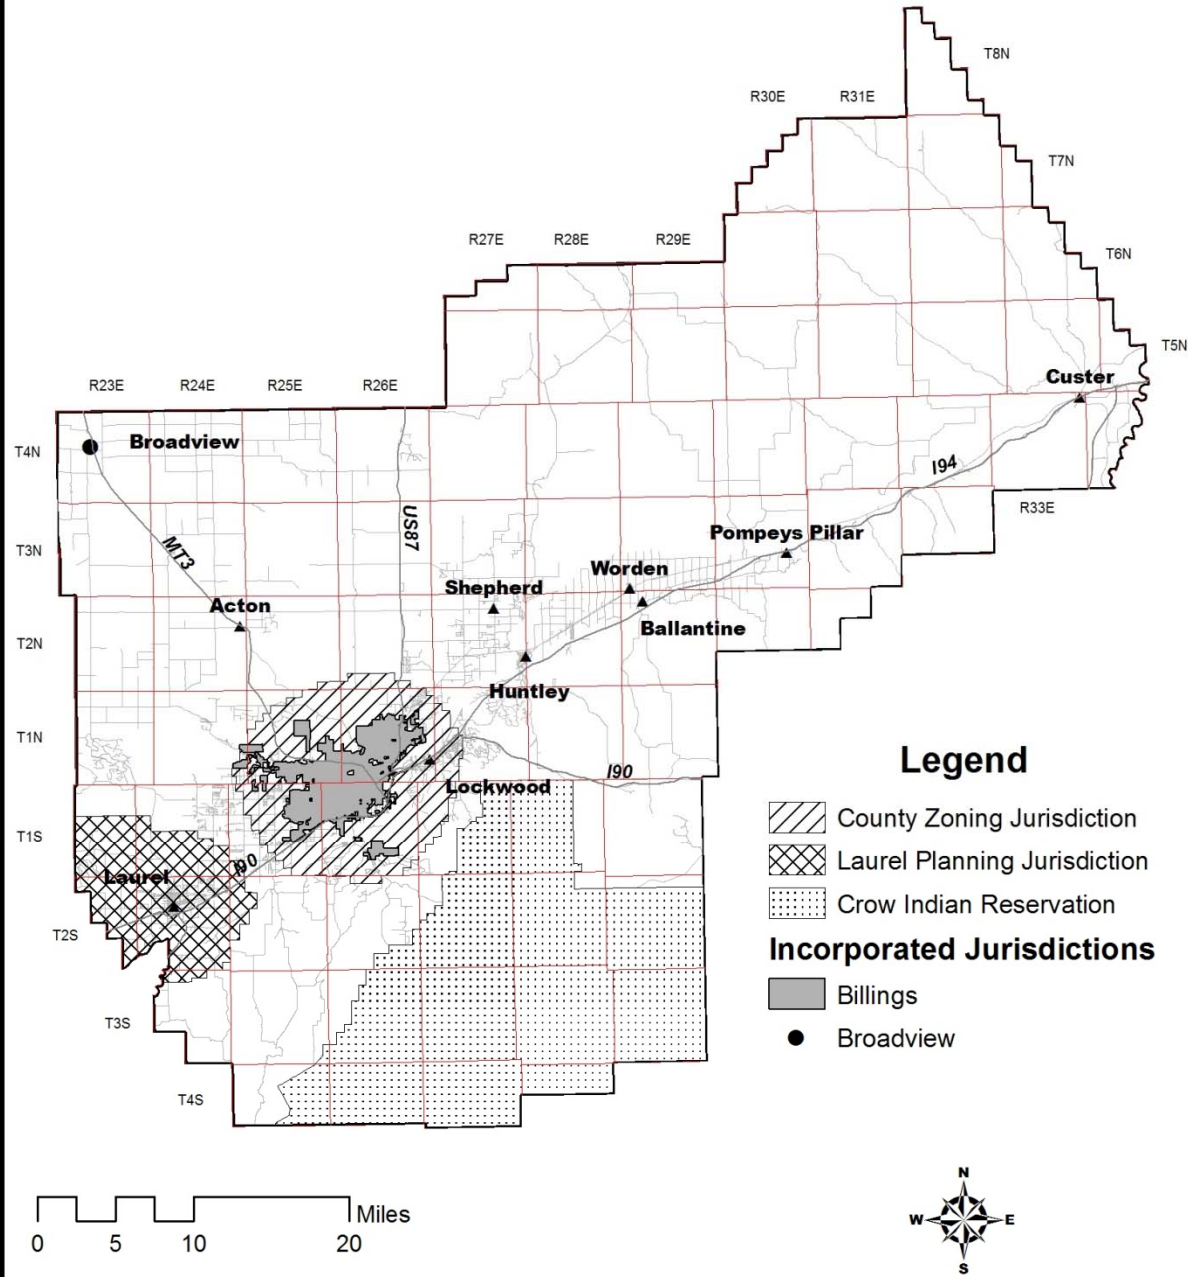 T8N
R30E
R31E
T7N
R27E
R28E
R29E
T6N
T5N
R23E
R24E
R25E
R26E
Custer
Broadview
T4N
I94
R33E
US87
MT3
T3N
Pompeys Pillar
Worden
Shepherd
Acton
Ballantine
T2N
Huntley
T1N
I90
Lockwood
T1S
I90
Laurel
T2S
T3S
T4S
Legend
County Zoning Jurisdiction
Laurel Planning Jurisdiction
Crow Indian Reservation
Incorporated Jurisdictions
Billings
Broadview
Miles
0 5 10 20
N
W E
S